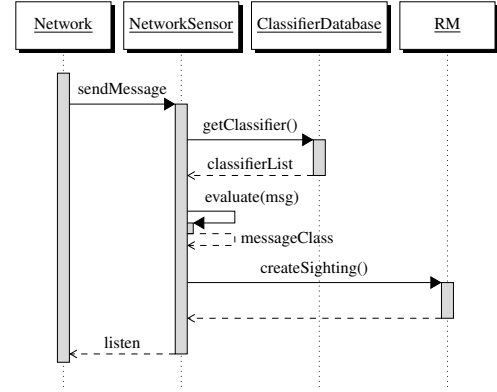 Network NetworkSensor ClassifierDatabase RM
sendMessage
getClassifier()
classifierList
evaluate(msg)
messageClass
createSighting()
listen